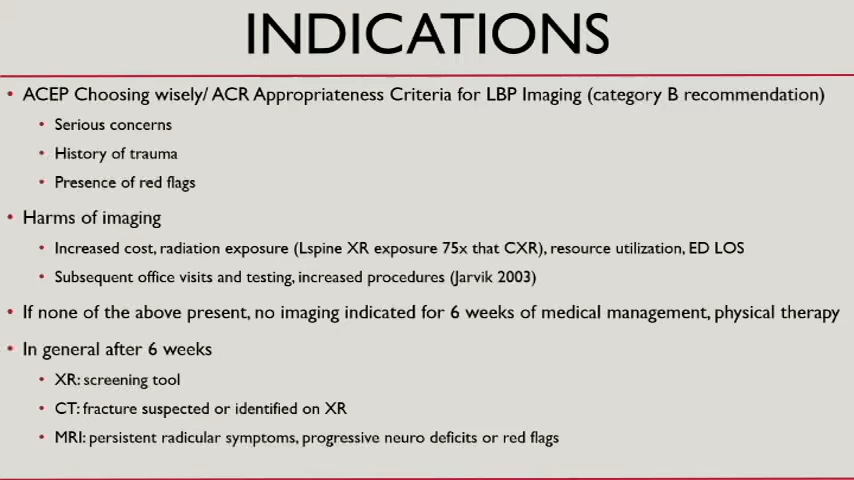 INDICATIONS
• ACEP Choosing wisely/ ACR Appropriateness Criteria for LBP Imaging (category B recommendation)
• Serious concerns
• History of trauma
• Presence of red flags
• Harms of imaging
• Increased cost, radiation exposure (Lspine XR exposure 75x that CXR), resource utilization, ED LOS
• Subsequent office visits and testing, increased procedures (Jarvik 2003)
• If none of the above present, no imaging indicated for 6 weeks of medical management, physical therapy
• In general after 6 weeks
• XR: screening tool
• CT: fracture suspected or identified on XR
• MRI: persistent radicular symptoms, progressive neuro deficits or red flags